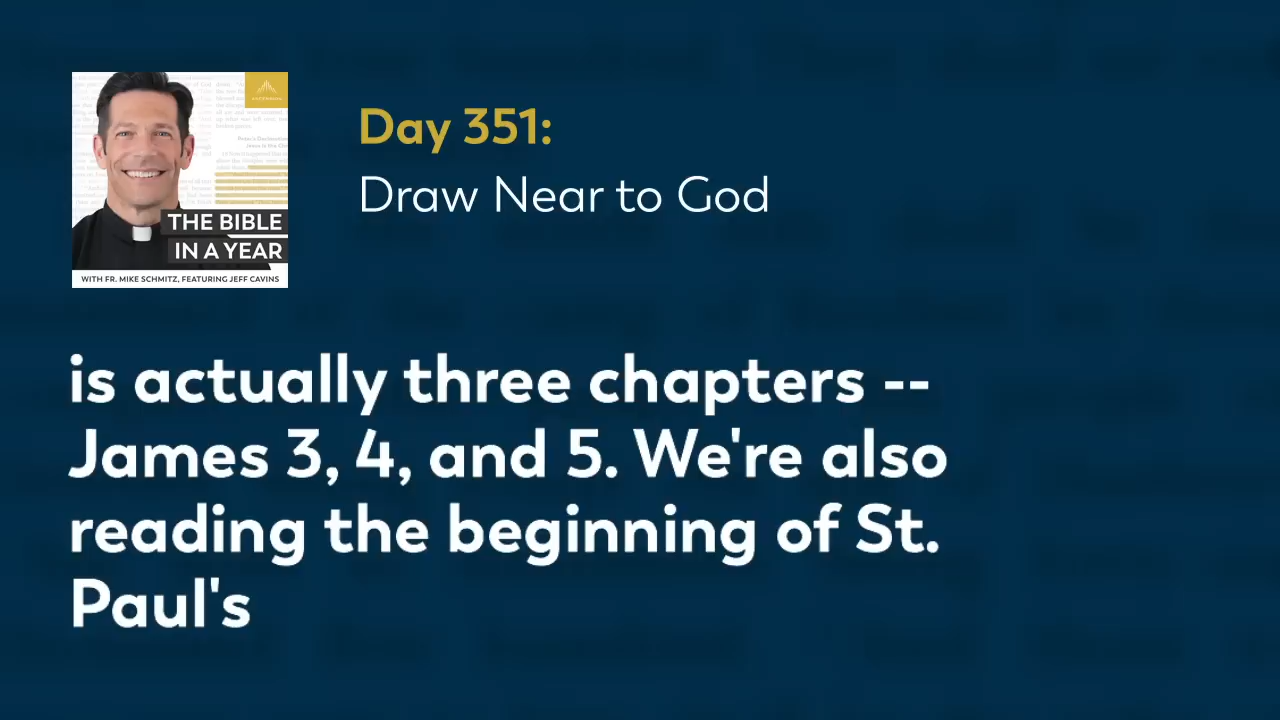 Day 351:
Draw Near to God
THE BIBLE
IN A YEAR
WITH FR. MIKE SCHMITZ, FEATURING JEFF CAVINS
is actually three chapters --
James 3, 4, and 5. We're also
reading the beginning of St.
Paul's